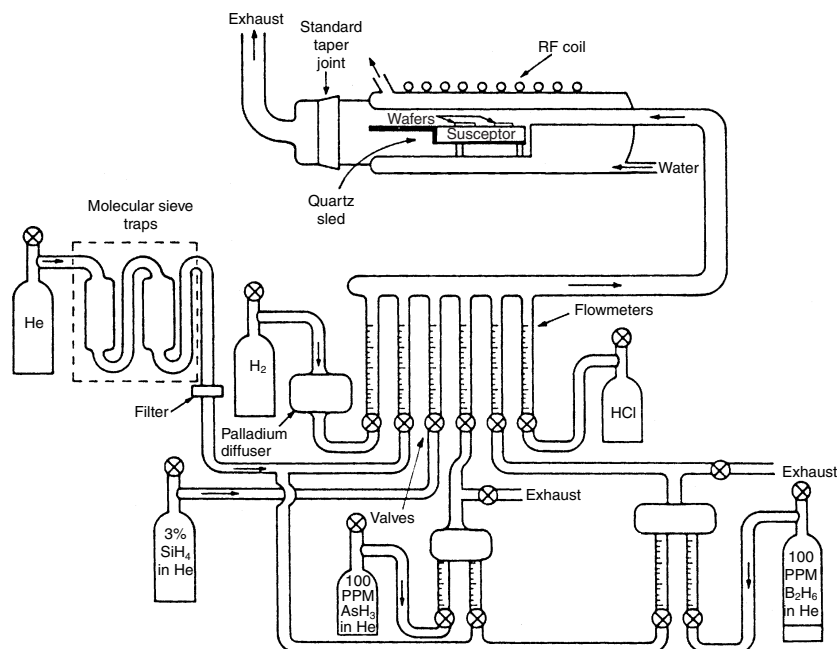 Exhaust
Standard
taper
joint
RF coil
Wafers
Susceptor
Water
Quartz
sled
Molecular sieve
traps
He
H₂
Flowmeters
HCl
Filter
Palladium
diffuser
Valves
Exhaust
Exhaust
3%
SiH₄
in He
100
PPM
AsH₃
in He
100
PPM
B₂H₆
in He